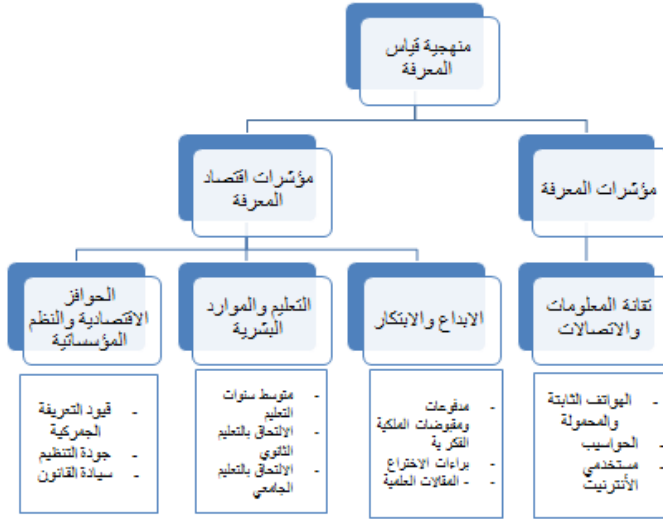 منهجية قياس
المعرفة
مؤشرات المعرفة
مؤشرات اقتصاد
المعرفة
تقانة المعلومات
والاتصالات
الابداع والابتكار
التعليم والموارد
البشرية
الحوافز
الاقتصادية والنظم
المؤسساتية
- الهواتف الثابتة
والمحمولة
- الحواسيب
- مستخدمي
الأنترنيت
- مدفوعات
ومقبوضات الملكية
الفكر ية
- براءات الاختراع
- - المقالات العلمية
- متوسط سنوات
التعليم
- الالتحاق بالتعليم
الثانوي
- الالتحاق بالتعليم
الجامعي
- قيود التعريفة
الجمركية
- جودة التنظيم
- سيادة القانون